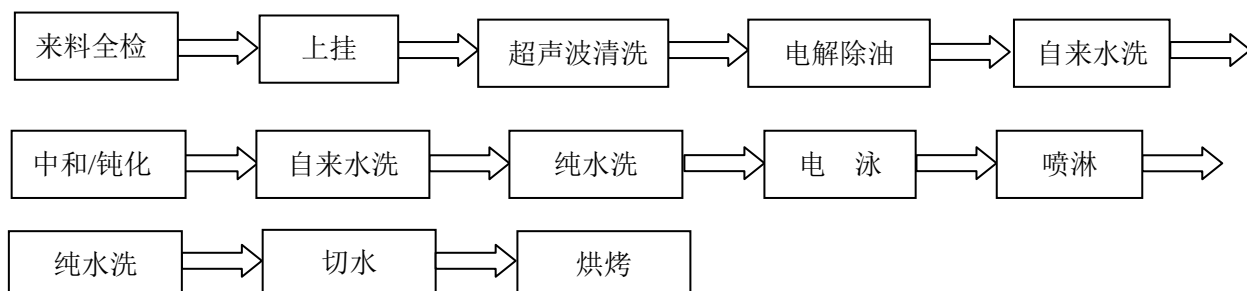 来料全检 上挂 超声波清洗 电解除油 自来水洗
中和/钝化 自来水洗 纯水洗 电 泳 喷淋
纯水洗 切水 烘烤